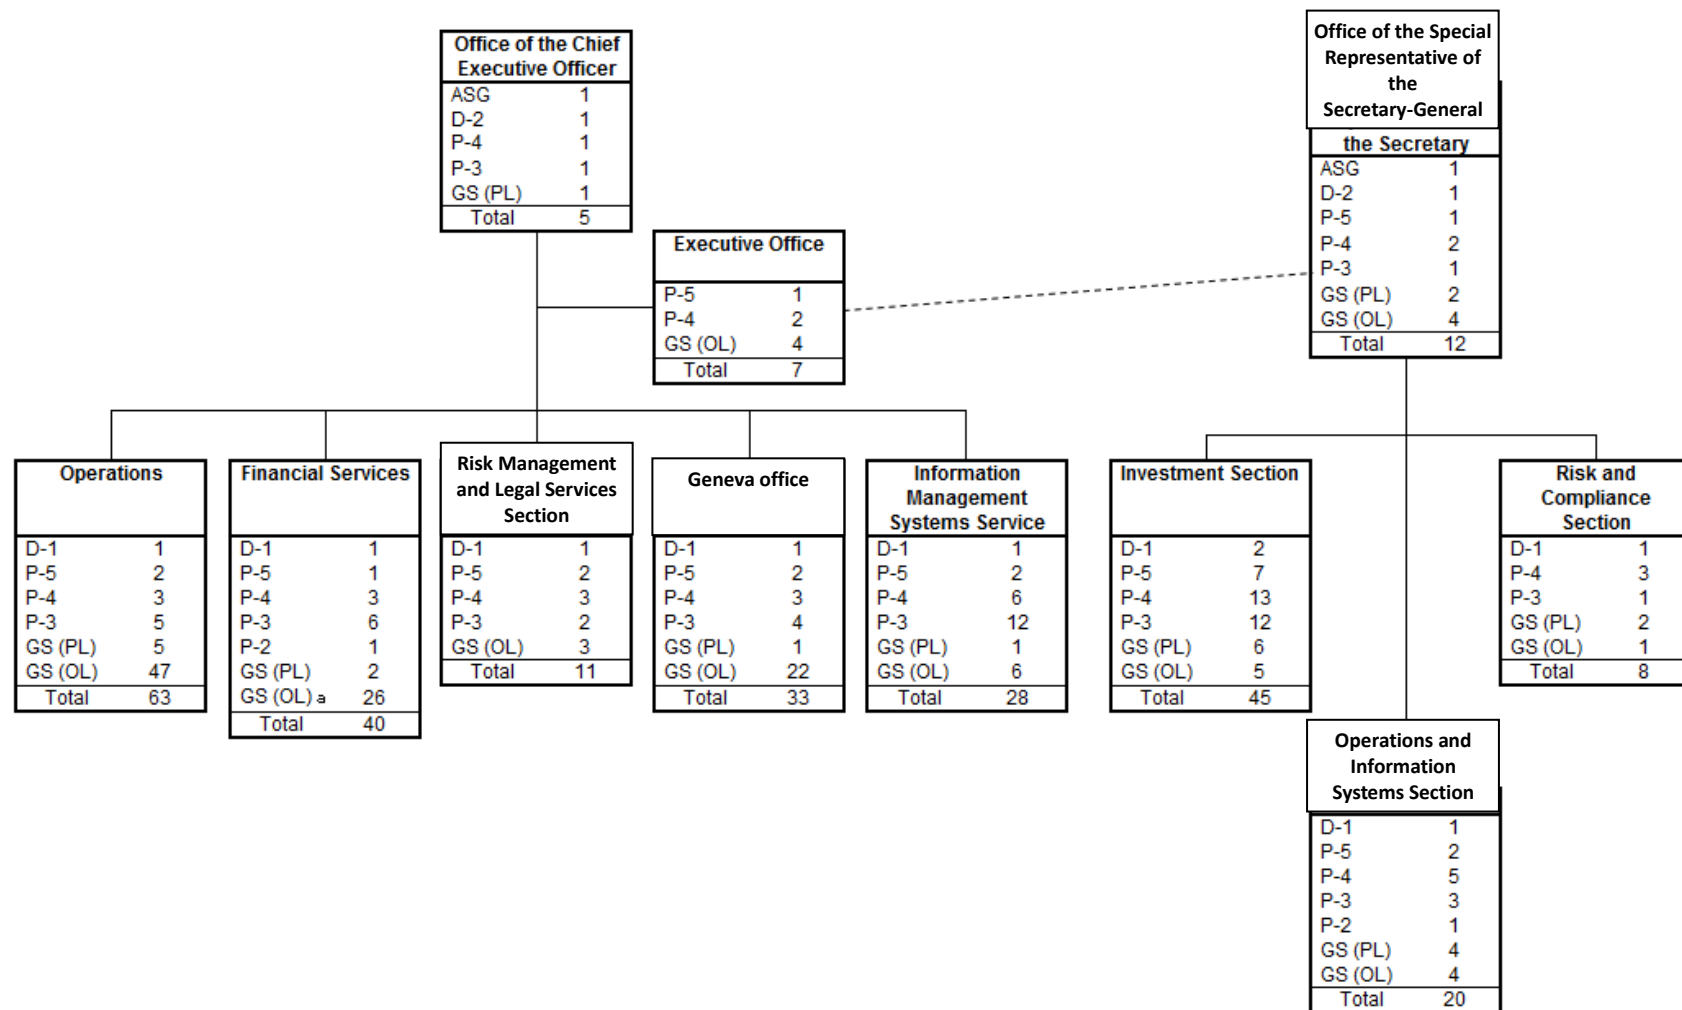 Office of the Chief
Executive Officer
ASG 1
D-2 1
P-4 1
P-3 1
GS (PL) 1
Total 5
Office of the Special
Representative of
the
Secretary-General
the Secretary
ASG 1
D-2 1
P-5 1
P-4 2
P-3 1
GS (PL) 2
GS (OL) 4
Total 12
Executive Office
P-5 1
P-4 2
GS (OL) 4
Total 7
Operations
D-1 1
P-5 2
P-4 3
P-3 5
GS (PL) 5
GS (OL) 47
Total 63
Financial Services
D-1 1
P-5 1
P-4 3
P-3 6
P-2 1
GS (PL) 2
GS (OL) a 26
Total 40
Risk Management
and Legal Services
Section
D-1 1
P-5 2
P-4 3
P-3 2
GS (OL) 3
Total 11
Geneva office
D-1 1
P-5 2
P-4 3
P-3 4
GS (PL) 1
GS (OL) 22
Total 33
Information
Management
Systems Service
D-1 1
P-5 2
P-4 6
P-3 12
GS (PL) 1
GS (OL) 6
Total 28
Investment Section
D-1 2
P-5 7
P-4 13
P-3 12
GS (PL) 6
GS (OL) 5
Total 45
Risk and
Compliance
Section
D-1 1
P-4 3
P-3 1
GS (PL) 2
GS (OL) 1
Total 8
Operations and
Information
Systems Section
D-1 1
P-5 2
P-4 5
P-3 3
P-2 1
GS (PL) 4
GS (OL) 4
Total 20